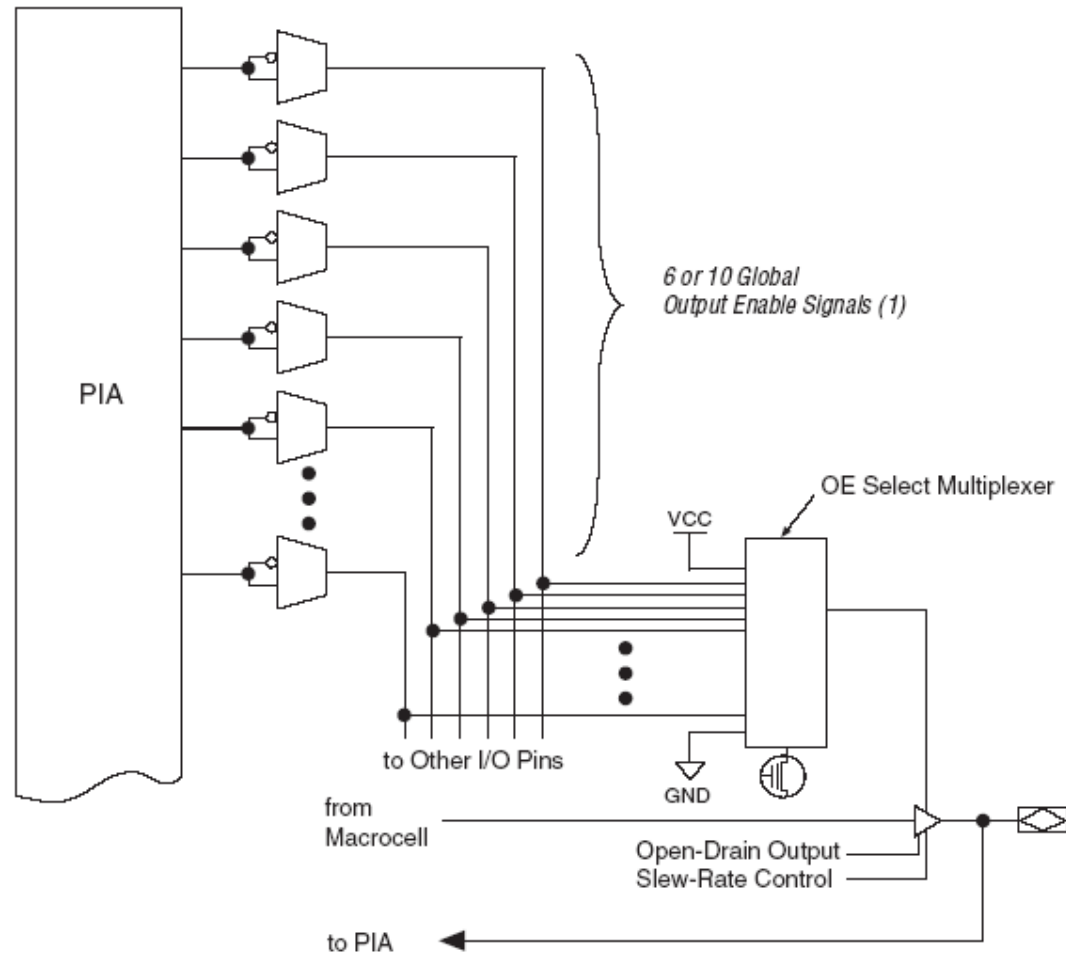 PIA
6 or 10 Global
Output Enable Signals (1)
OE Select Multiplexer
VCC
to Other I/O Pins
GND
from
Macrocell
Open-Drain Output
Slew-Rate Control
to PIA